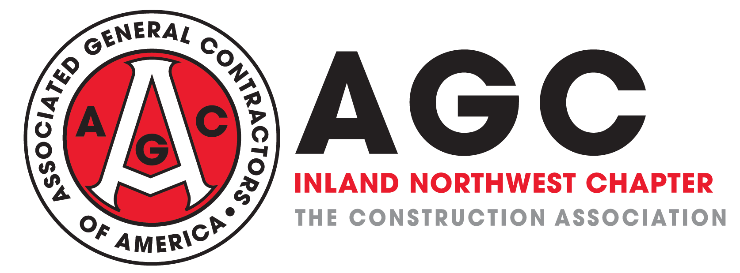 ASSOCIATED GENERAL CONTRACTORS
OF AMERICA •
A G C
AGC
INLAND NORTHWEST CHAPTER
THE CONSTRUCTION ASSOCIATION